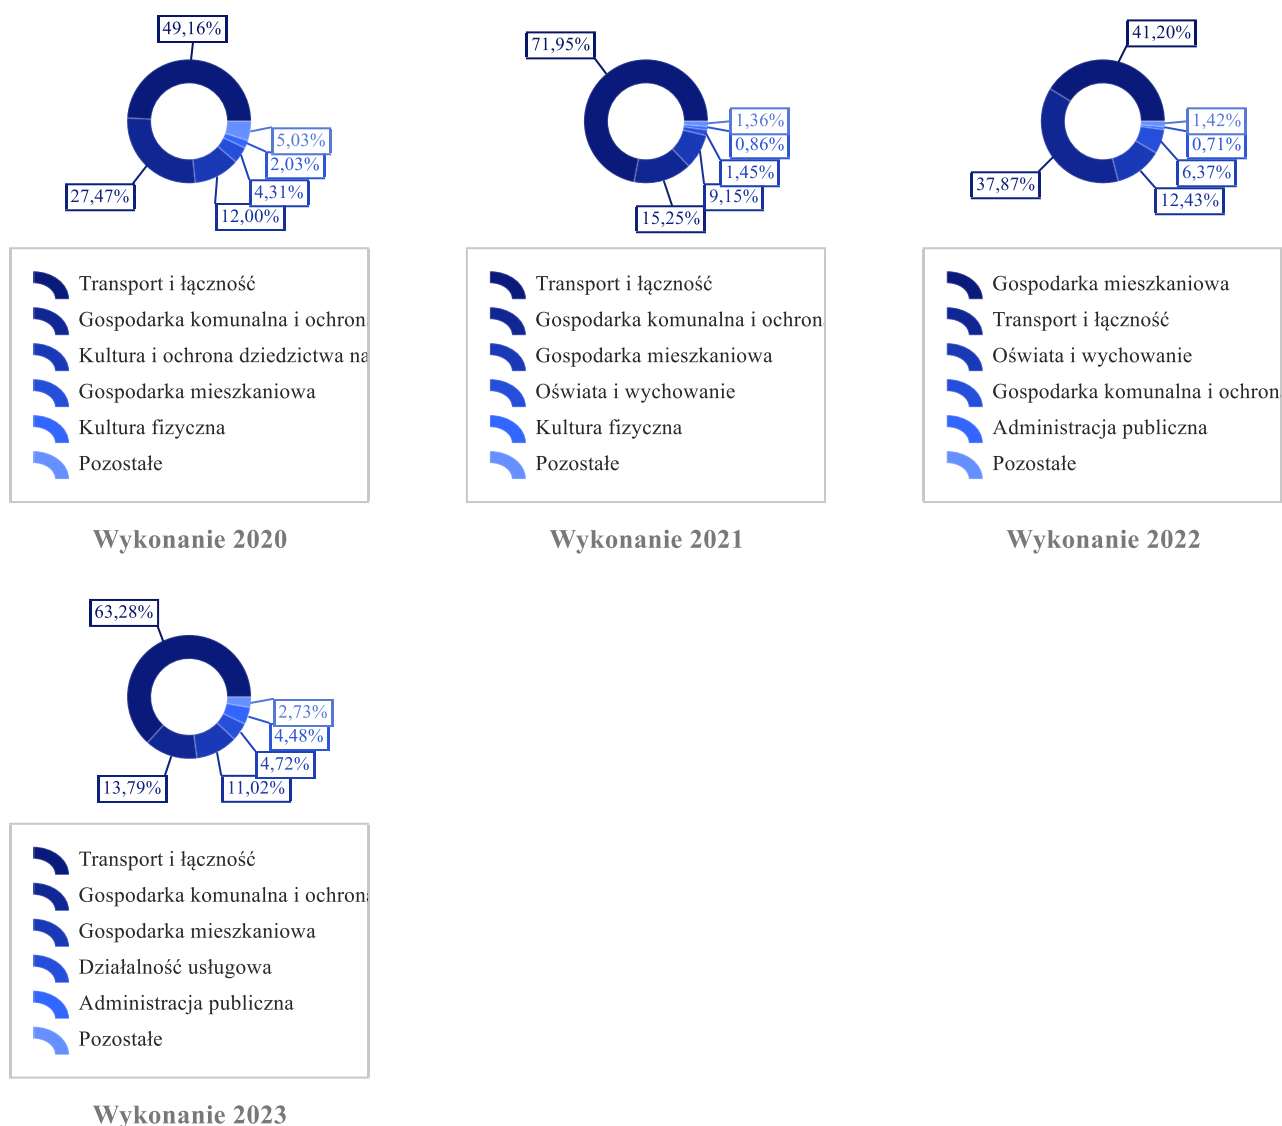 49,16%
5,03%
2,03%
4,31%
12,00%
27,47%
Transport i łączność
Gospodarka komunalna i ochron
Kultura i ochrona dziedzictwa na
Gospodarka mieszkaniowa
Kultura fizyczna
Pozostałe
Wykonanie 2020
71,95%
1,36%
0,86%
1,45%
9,15%
15,25%
Transport i łączność
Gospodarka komunalna i ochron
Gospodarka mieszkaniowa
Oświata i wychowanie
Kultura fizyczna
Pozostałe
Wykonanie 2021
41,20%
1,42%
0,71%
6,37%
12,43%
37,87%
Gospodarka mieszkaniowa
Transport i łączność
Oświata i wychowanie
Gospodarka komunalna i ochron
Administracja publiczna
Pozostałe
Wykonanie 2022
63,28%
2,73%
4,48%
4,72%
11,02%
13,79%
Transport i łączność
Gospodarka komunalna i ochron
Gospodarka mieszkaniowa
Działalność usługowa
Administracja publiczna
Pozostałe
Wykonanie 2023